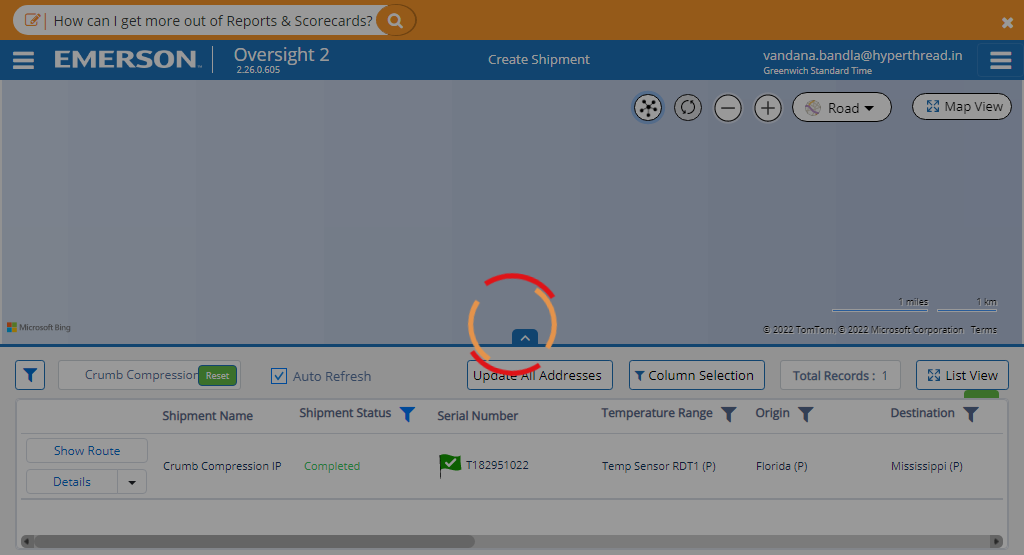 How can I get more out of Reports & Scorecards?
EMERSON™
Oversight 2
2.26.0.605
Create Shipment
vandana.bandla@hyperthread.in
Greenwich Standard Time
Road
Map View
1 miles
1 km
Microsoft Bing
© 2022 TomTom, © 2022 Microsoft Corporation Terms
Crumb Compression
Reset
Auto Refresh
Update All Addresses
Column Selection
Total Records : 1
List View
Shipment Name
Shipment Status
Serial Number
Temperature Range
Origin
Destination
Show Route
Details
Crumb Compression IP
Completed
T182951022
Temp Sensor RDT1 (P)
Florida (P)
Mississippi (P)